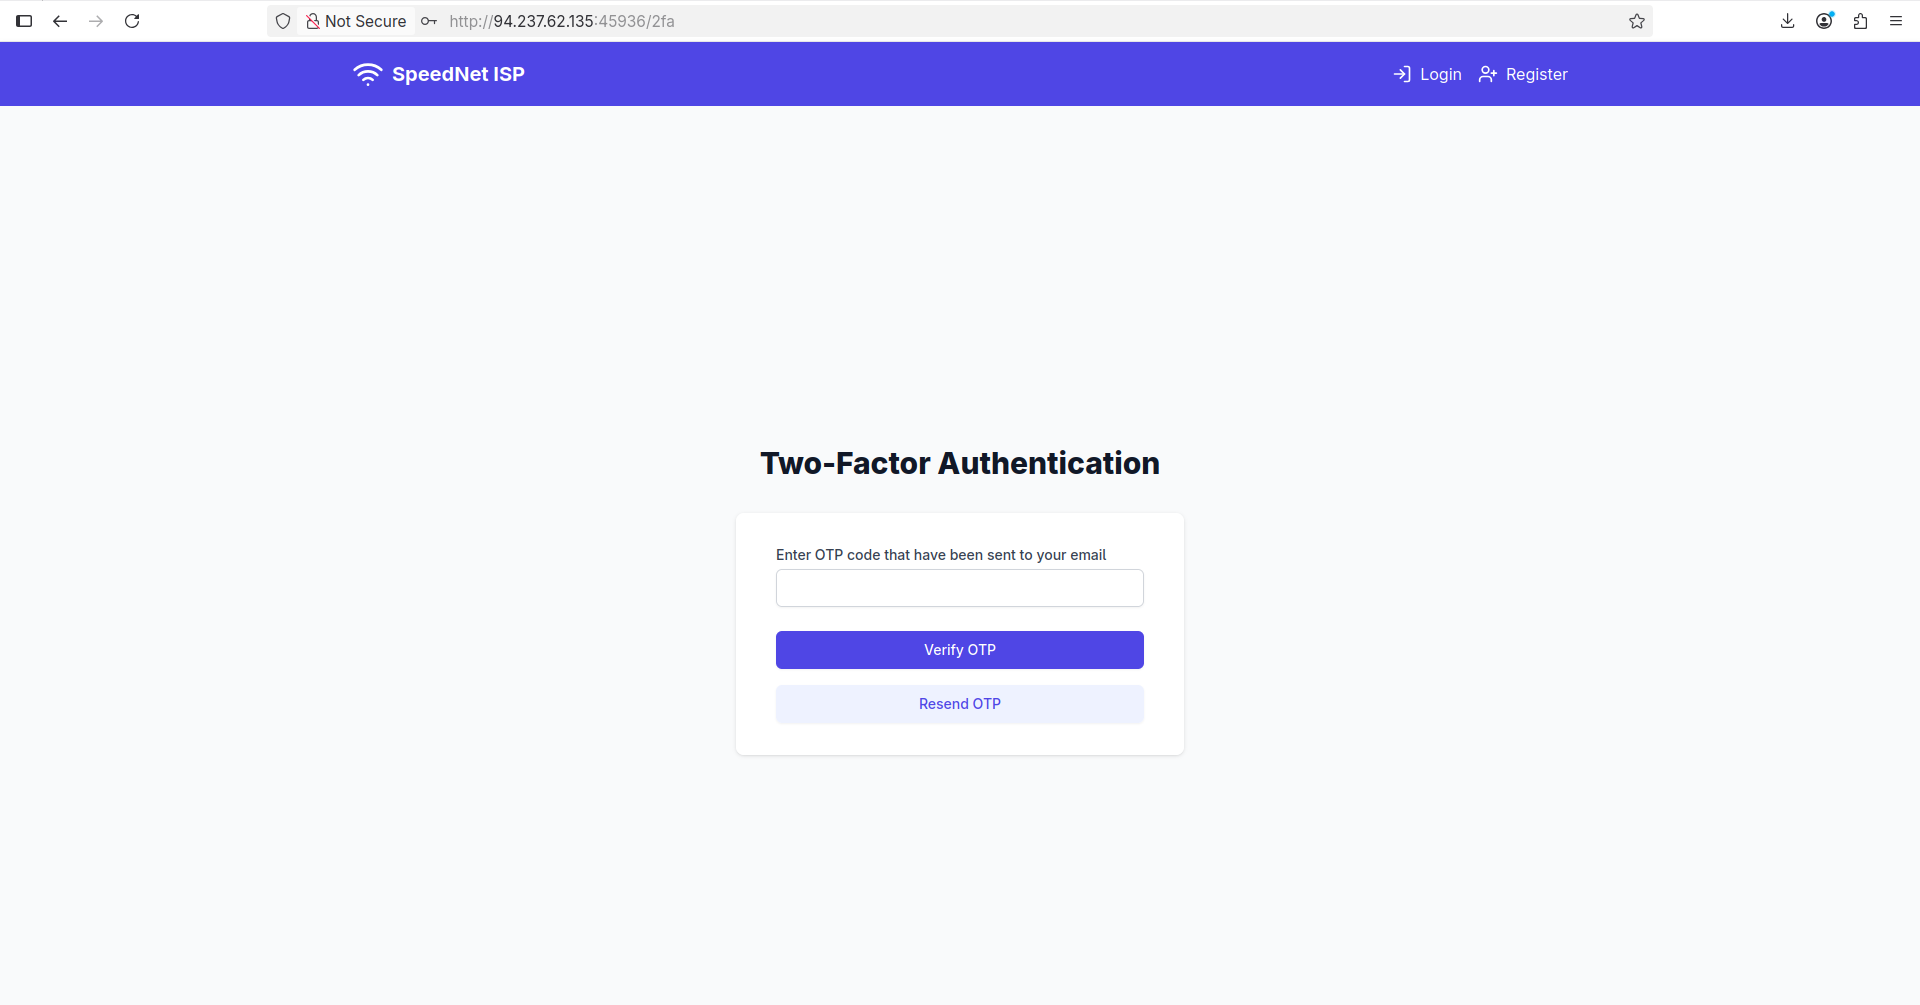 Not Secure http://94.237.62.135:45936/2fa
SpeedNet ISP Login Register
Two-Factor Authentication
Enter OTP code that have been sent to your email
Verify OTP
Resend OTP